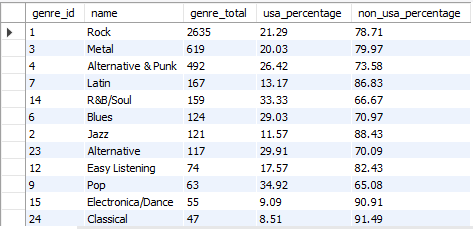 genre_id name genre_total usa_percentage non_usa_percentage
1 Rock 2635 21.29 78.71
3 Metal 619 20.03 79.97
4 Alternative & Punk 492 26.42 73.58
7 Latin 167 13.17 86.83
14 R&B/Soul 159 33.33 66.67
6 Blues 124 29.03 70.97
2 Jazz 121 11.57 88.43
23 Alternative 117 29.91 70.09
12 Easy Listening 74 17.57 82.43
9 Pop 63 34.92 65.08
15 Electronica/Dance 55 9.09 90.91
24 Classical 47 8.51 91.49